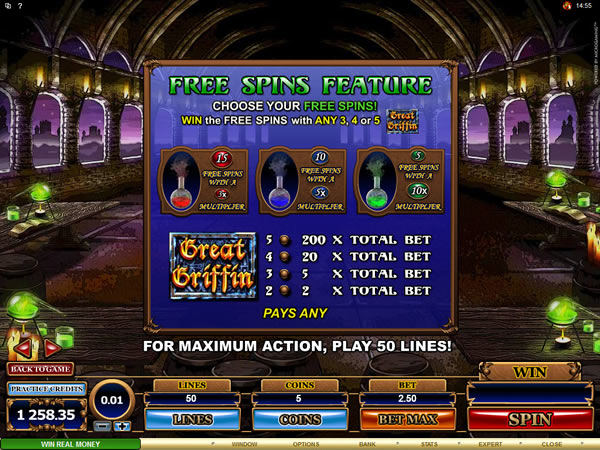 ?
14:55
FREE SPINS FEATURE
CHOOSE YOUR FREE SPINS!
WIN the FREE SPINS with ANY 3, 4 or 5 Great Griffin
15
FREE SPINS
WITH A
3x
MULTIPLIER
10
FREE SPINS
WITH A
5x
MULTIPLIER
5
FREE SPINS
WITH A
10x
MULTIPLIER
Great
Griffin
5 200 X TOTAL BET
4 20 X TOTAL BET
3 5 X TOTAL BET
2 2 X TOTAL BET
PAYS ANY
FOR MAXIMUM ACTION, PLAY 50 LINES!
BACK TO GAME
PRACTICE CREDITS
1 258.35
0.01
LINES
50
LINES
COINS
5
COINS
BET
2.50
BET MAX
WIN
SPIN
WIN REAL MONEY
WINDOW
OPTIONS
BANK
STATS
EXPERT
CLOSE